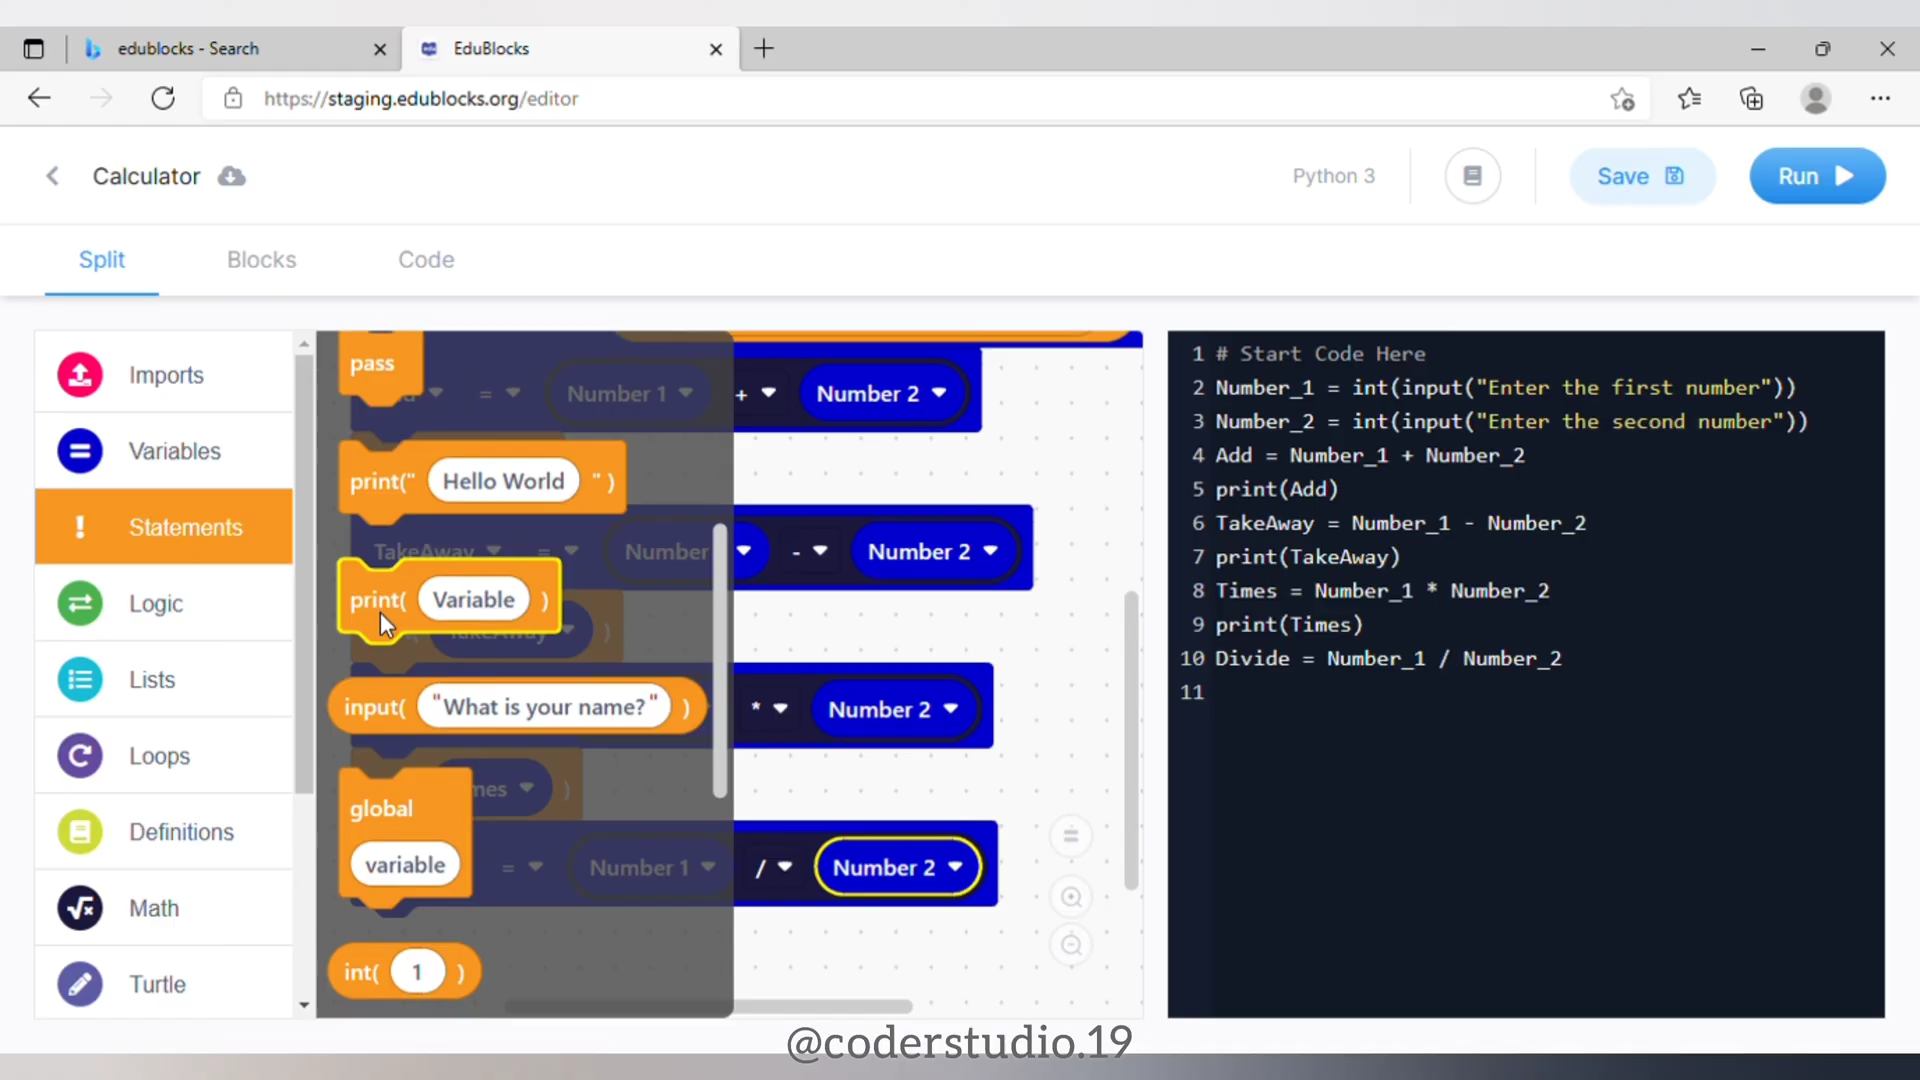 edublocks - Search
EduBlocks
https://staging.edublocks.org/editor
Calculator
Python 3
Save
Run
Split
Blocks
Code
Imports
Variables
Statements
Logic
Lists
Loops
Definitions
Math
Turtle
pass
= Number 1 + Number 2
print(" Hello World ")
TakeAway = Number - Number 2
print( Variable )
TakeAway )
input( "What is your name?" )
* Number 2
global
variable
mes )
= Number 1 / Number 2
int( 1 )
1 # Start Code Here
2 Number_1 = int(input("Enter the first number"))
3 Number_2 = int(input("Enter the second number"))
4 Add = Number_1 + Number_2
5 print(Add)
6 TakeAway = Number_1 - Number_2
7 print(TakeAway)
8 Times = Number_1 * Number_2
9 print(Times)
10 Divide = Number_1 / Number_2
11
@coderstudio.19